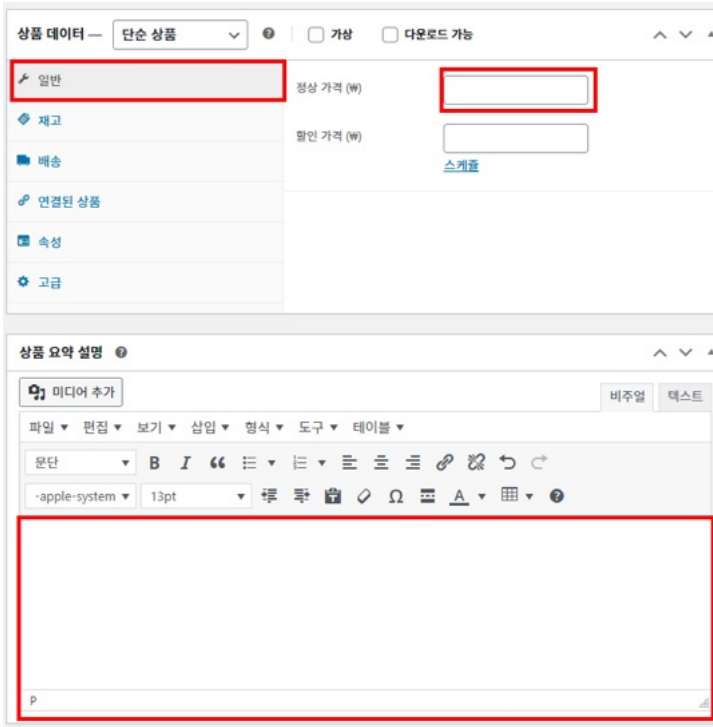 상품 데이터 — 단순 상품 가상 다운로드 가능
일반
정상 가격 (₩)
재고
할인 가격 (₩)
배송
스케쥴
연결된 상품
속성
고급
상품 요약 설명
미디어 추가
비주얼 텍스트
파일 편집 보기 삽입 형식 도구 테이블
문단 B I
-apple-system 13pt Ω A
P